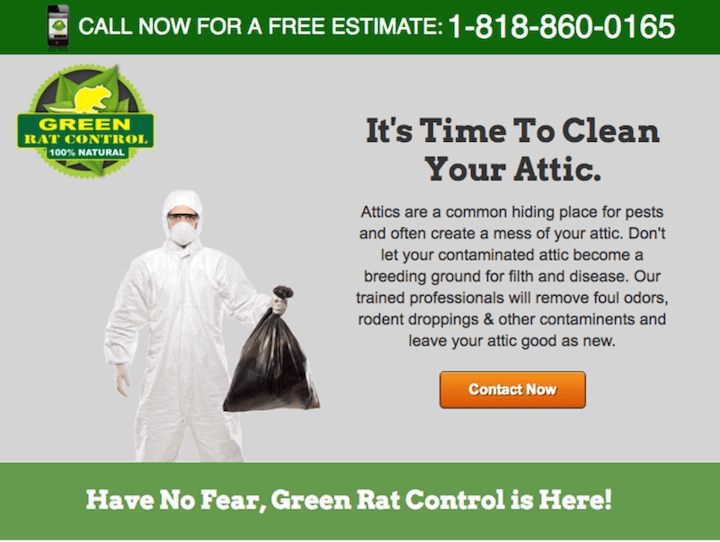 CALL NOW FOR A FREE ESTIMATE: 1-818-860-0165
GREEN
RAT CONTROL
100% NATURAL
It's Time To Clean
Your Attic.
Attics are a common hiding place for pests
and often create a mess of your attic. Don't
let your contaminated attic become a
breeding ground for filth and disease. Our
trained professionals will remove foul odors,
rodent droppings & other contaminents and
leave your attic good as new.
Contact Now
Have No Fear, Green Rat Control is Here!